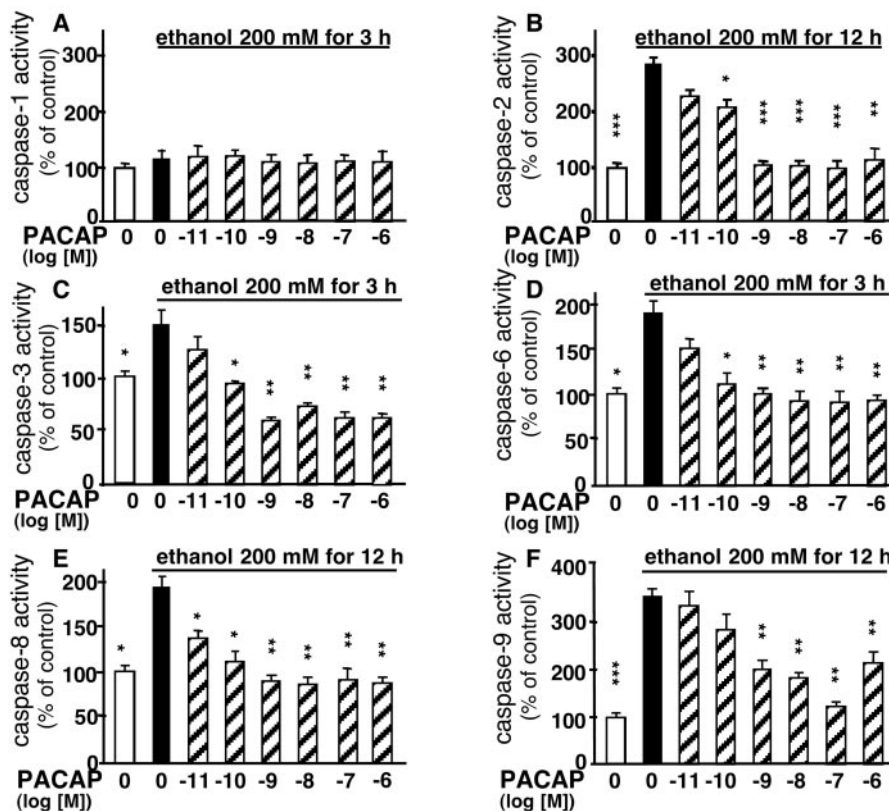 A
ethanol 200 mM for 3 h
caspase-1 activity
(% of control)
300
200
100
0
PACAP 0 0 -11 -10 -9 -8 -7 -6
(log [M])
B
ethanol 200 mM for 12 h
caspase-2 activity
(% of control)
300
200
100
0
*** * *** *** *** **
PACAP 0 0 -11 -10 -9 -8 -7 -6
(log [M])
C
ethanol 200 mM for 3 h
caspase-3 activity
(% of control)
150
100
50
0
* * ** ** ** **
PACAP 0 0 -11 -10 -9 -8 -7 -6
(log [M])
D
ethanol 200 mM for 3 h
caspase-6 activity
(% of control)
200
150
100
50
0
* * ** ** ** **
PACAP 0 0 -11 -10 -9 -8 -7 -6
(log [M])
E
ethanol 200 mM for 12 h
caspase-8 activity
(% of control)
200
150
100
50
0
* * * ** ** ** **
PACAP 0 0 -11 -10 -9 -8 -7 -6
(log [M])
F
ethanol 200 mM for 12 h
caspase-9 activity
(% of control)
400
300
200
100
0
*** ** ** ** **
PACAP 0 0 -11 -10 -9 -8 -7 -6
(log [M])